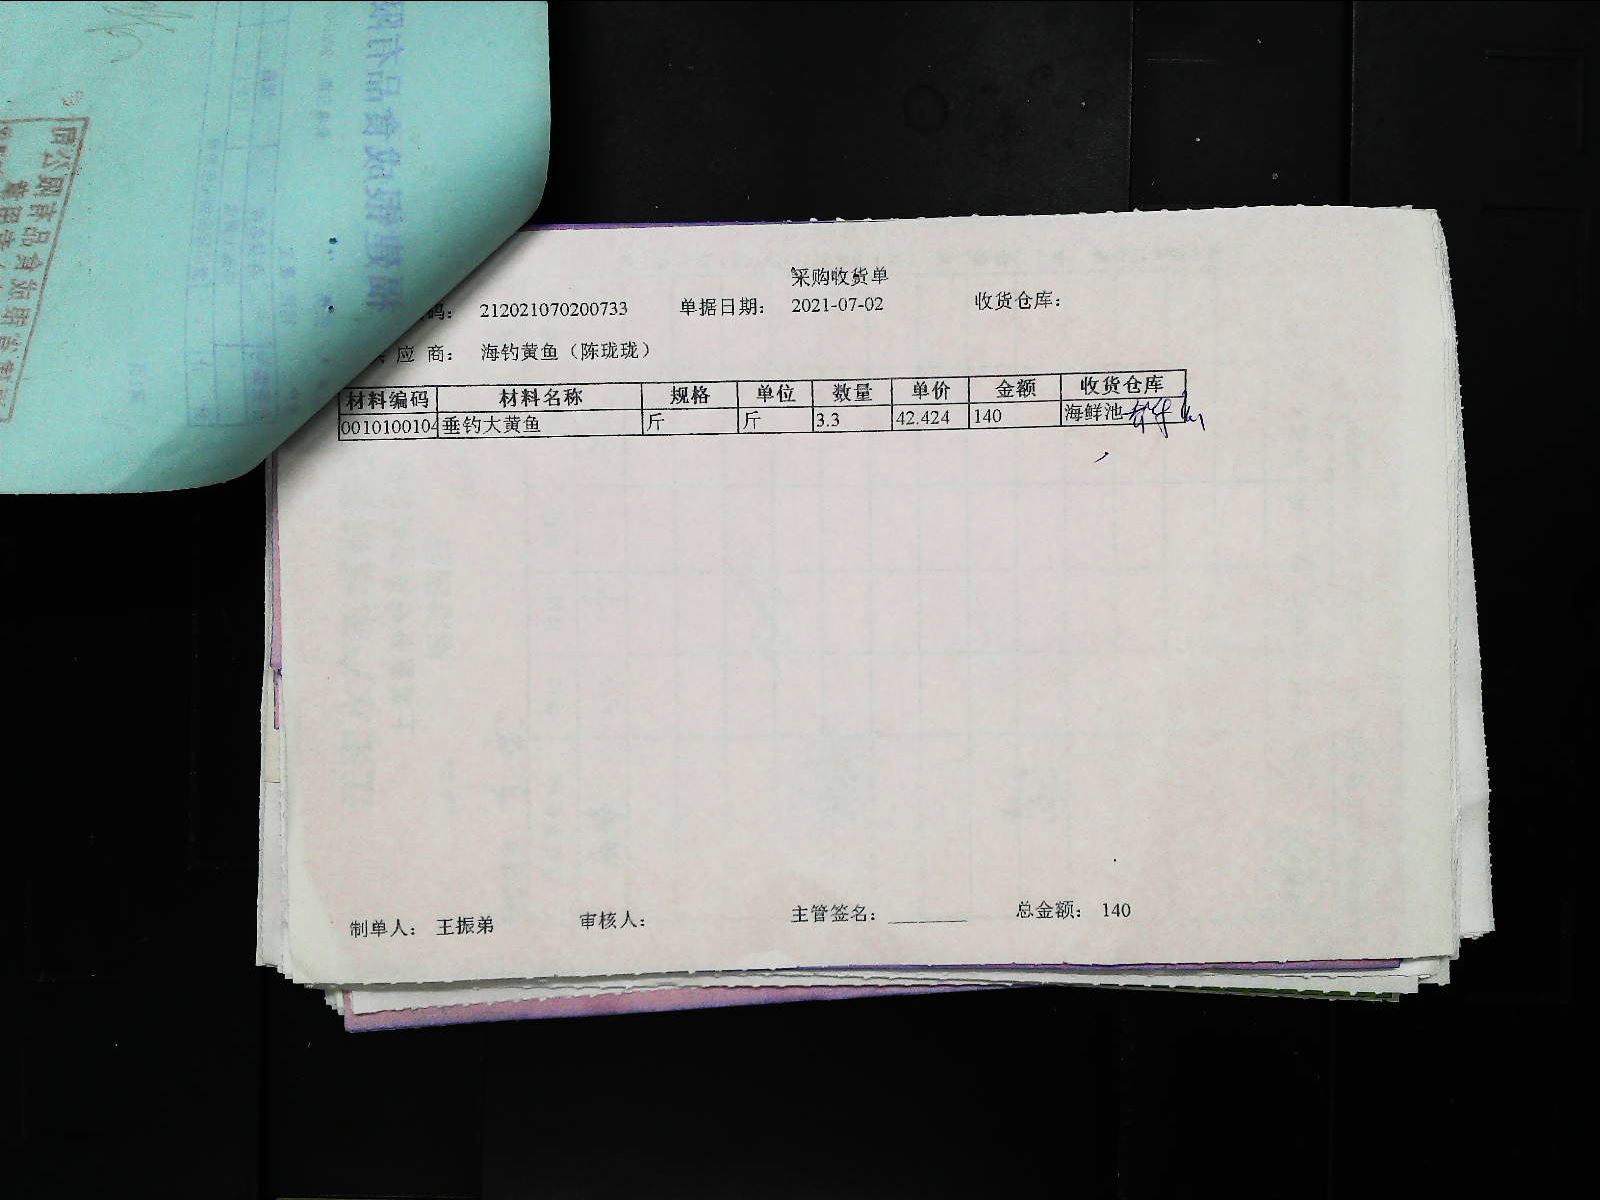 采购收货单
码： 212021070200733 单据日期： 2021-07-02 收货仓库：
应 商： 海钓黄鱼（陈珑珑）
材料编码 材料名称 规格 单位 数量 单价 金额 收货仓库
0010100104 垂钓大黄鱼 斤 斤 3.3 42.424 140 海鲜池
制单人： 王振弟 审核人： 主管签名： ________ 总金额： 140